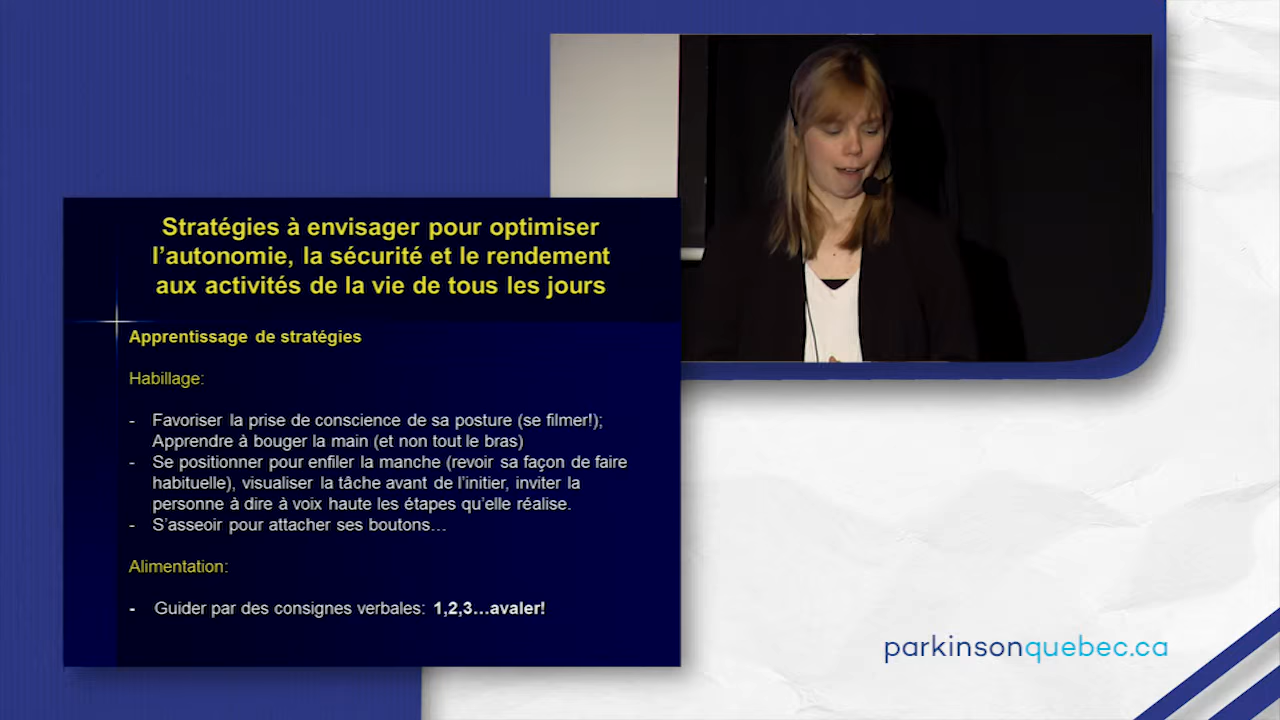 Stratégies à envisager pour optimiser
l’autonomie, la sécurité et le rendement
aux activités de la vie de tous les jours
Apprentissage de stratégies
Habillage:
- Favoriser la prise de conscience de sa posture (se filmer!);
Apprendre à bouger la main (et non tout le bras)
- Se positionner pour enfiler la manche (revoir sa façon de faire
habituelle), visualiser la tâche avant de l’initier, inviter la
personne à dire à voix haute les étapes qu’elle réalise.
- S’asseoir pour attacher ses boutons…
Alimentation:
- Guider par des consignes verbales: 1,2,3…avaler!
parkinsonquebec.ca